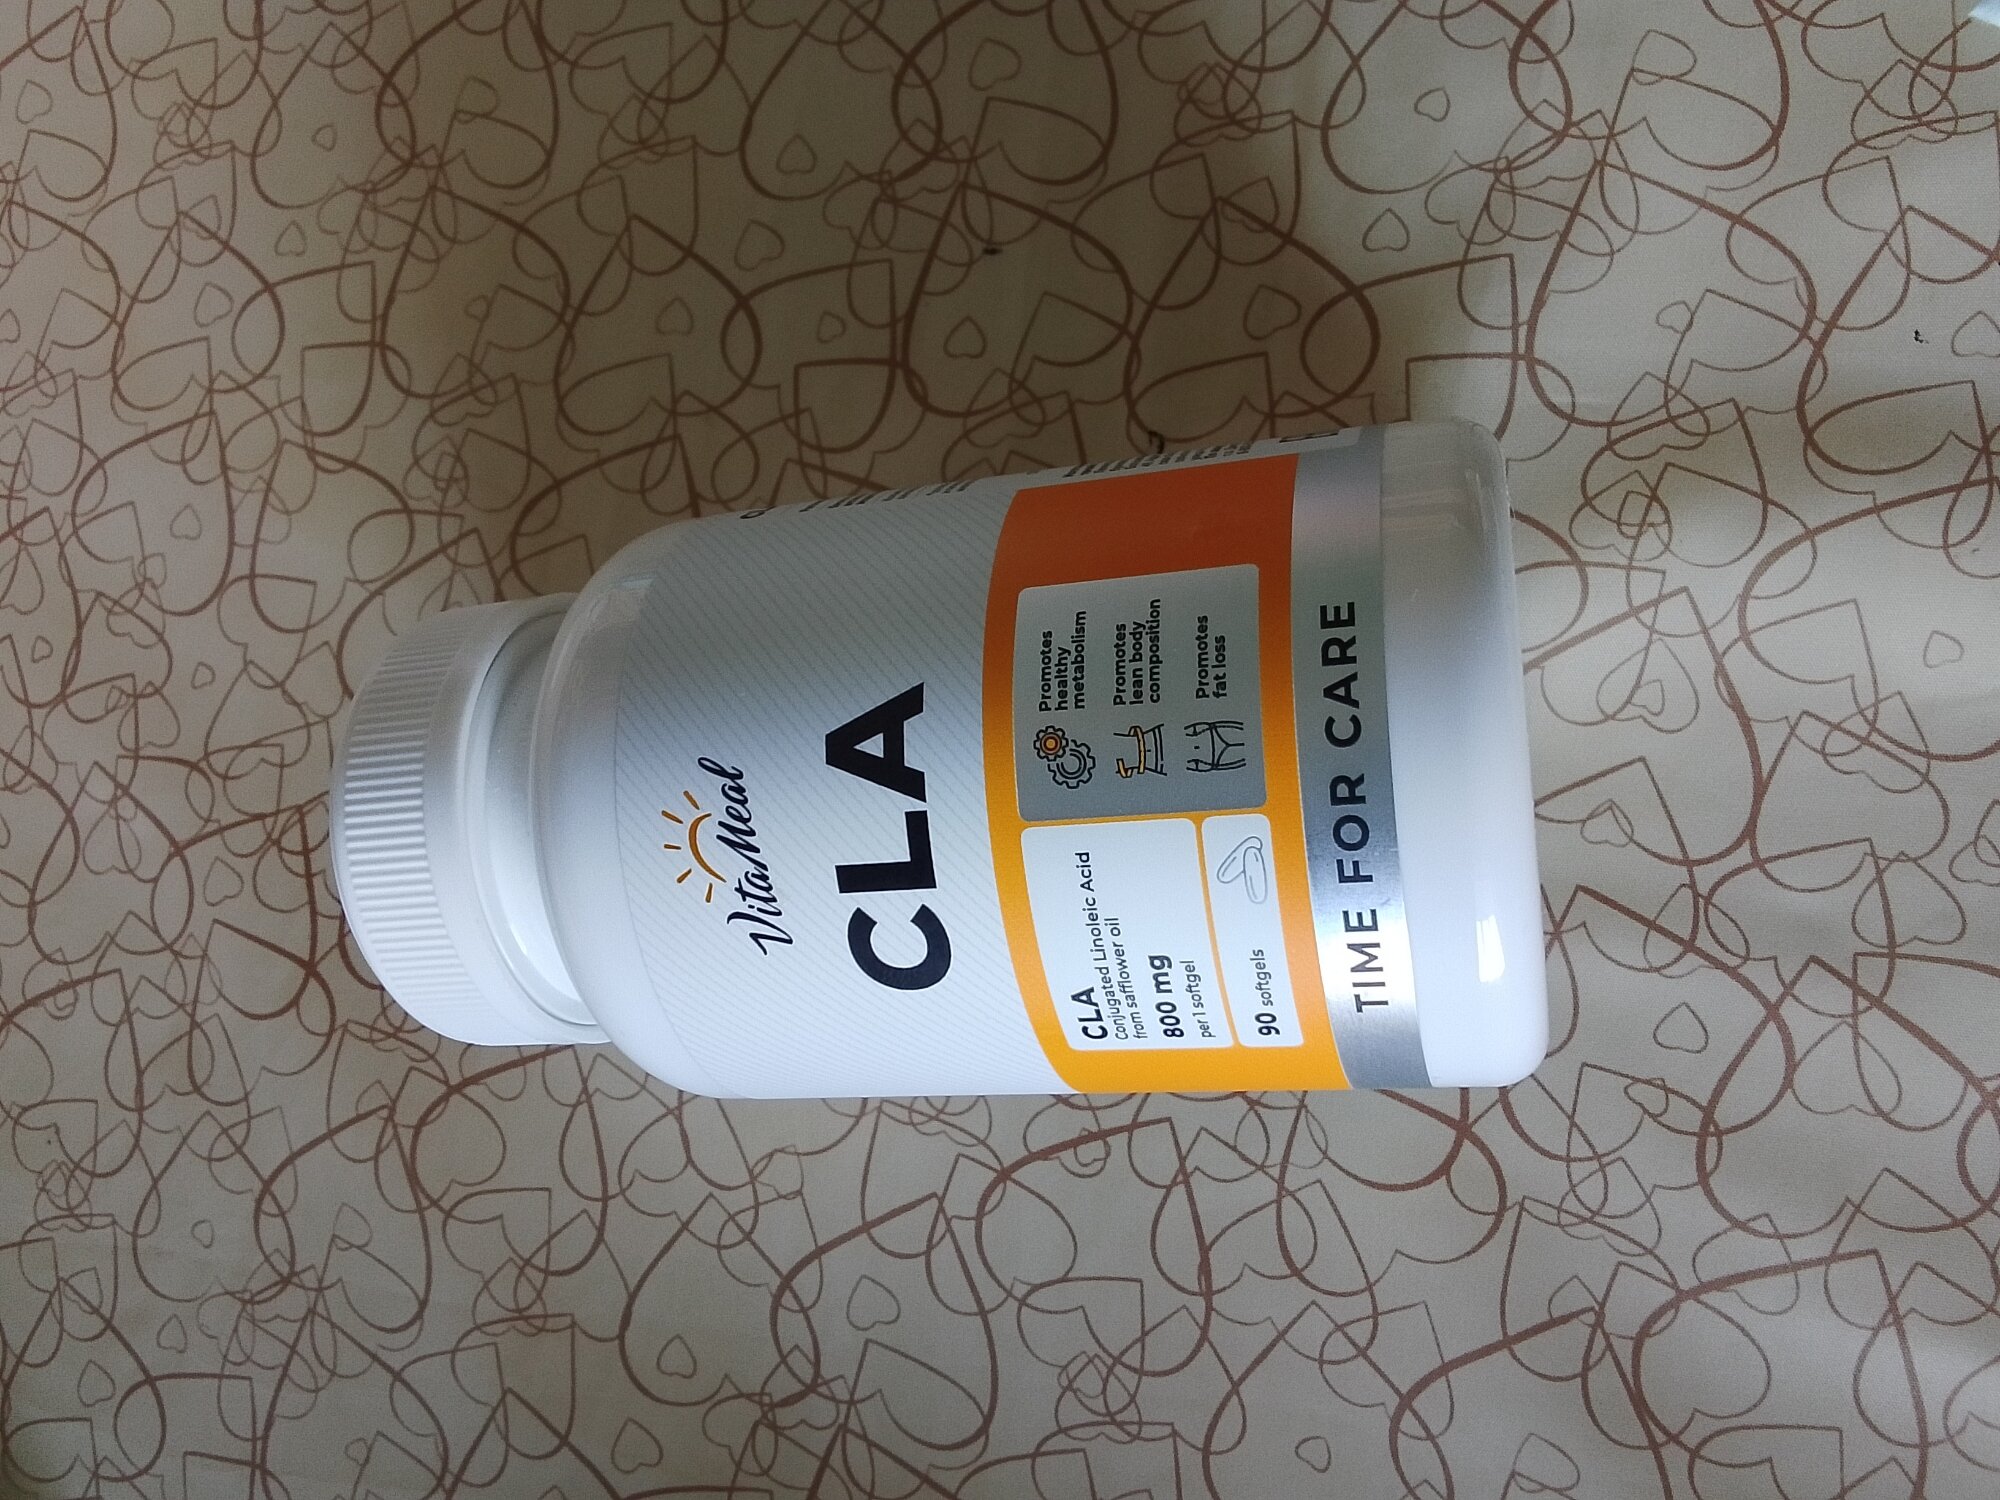 VitaMeal
CLA
CLA
Conjugated Linoleic Acid
from safflower oil
800 mg
per 1 softgel
90 softgels
Promotes
healthy
metabolism
Promotes
lean body
composition
Promotes
fat loss
TIME FOR CARE